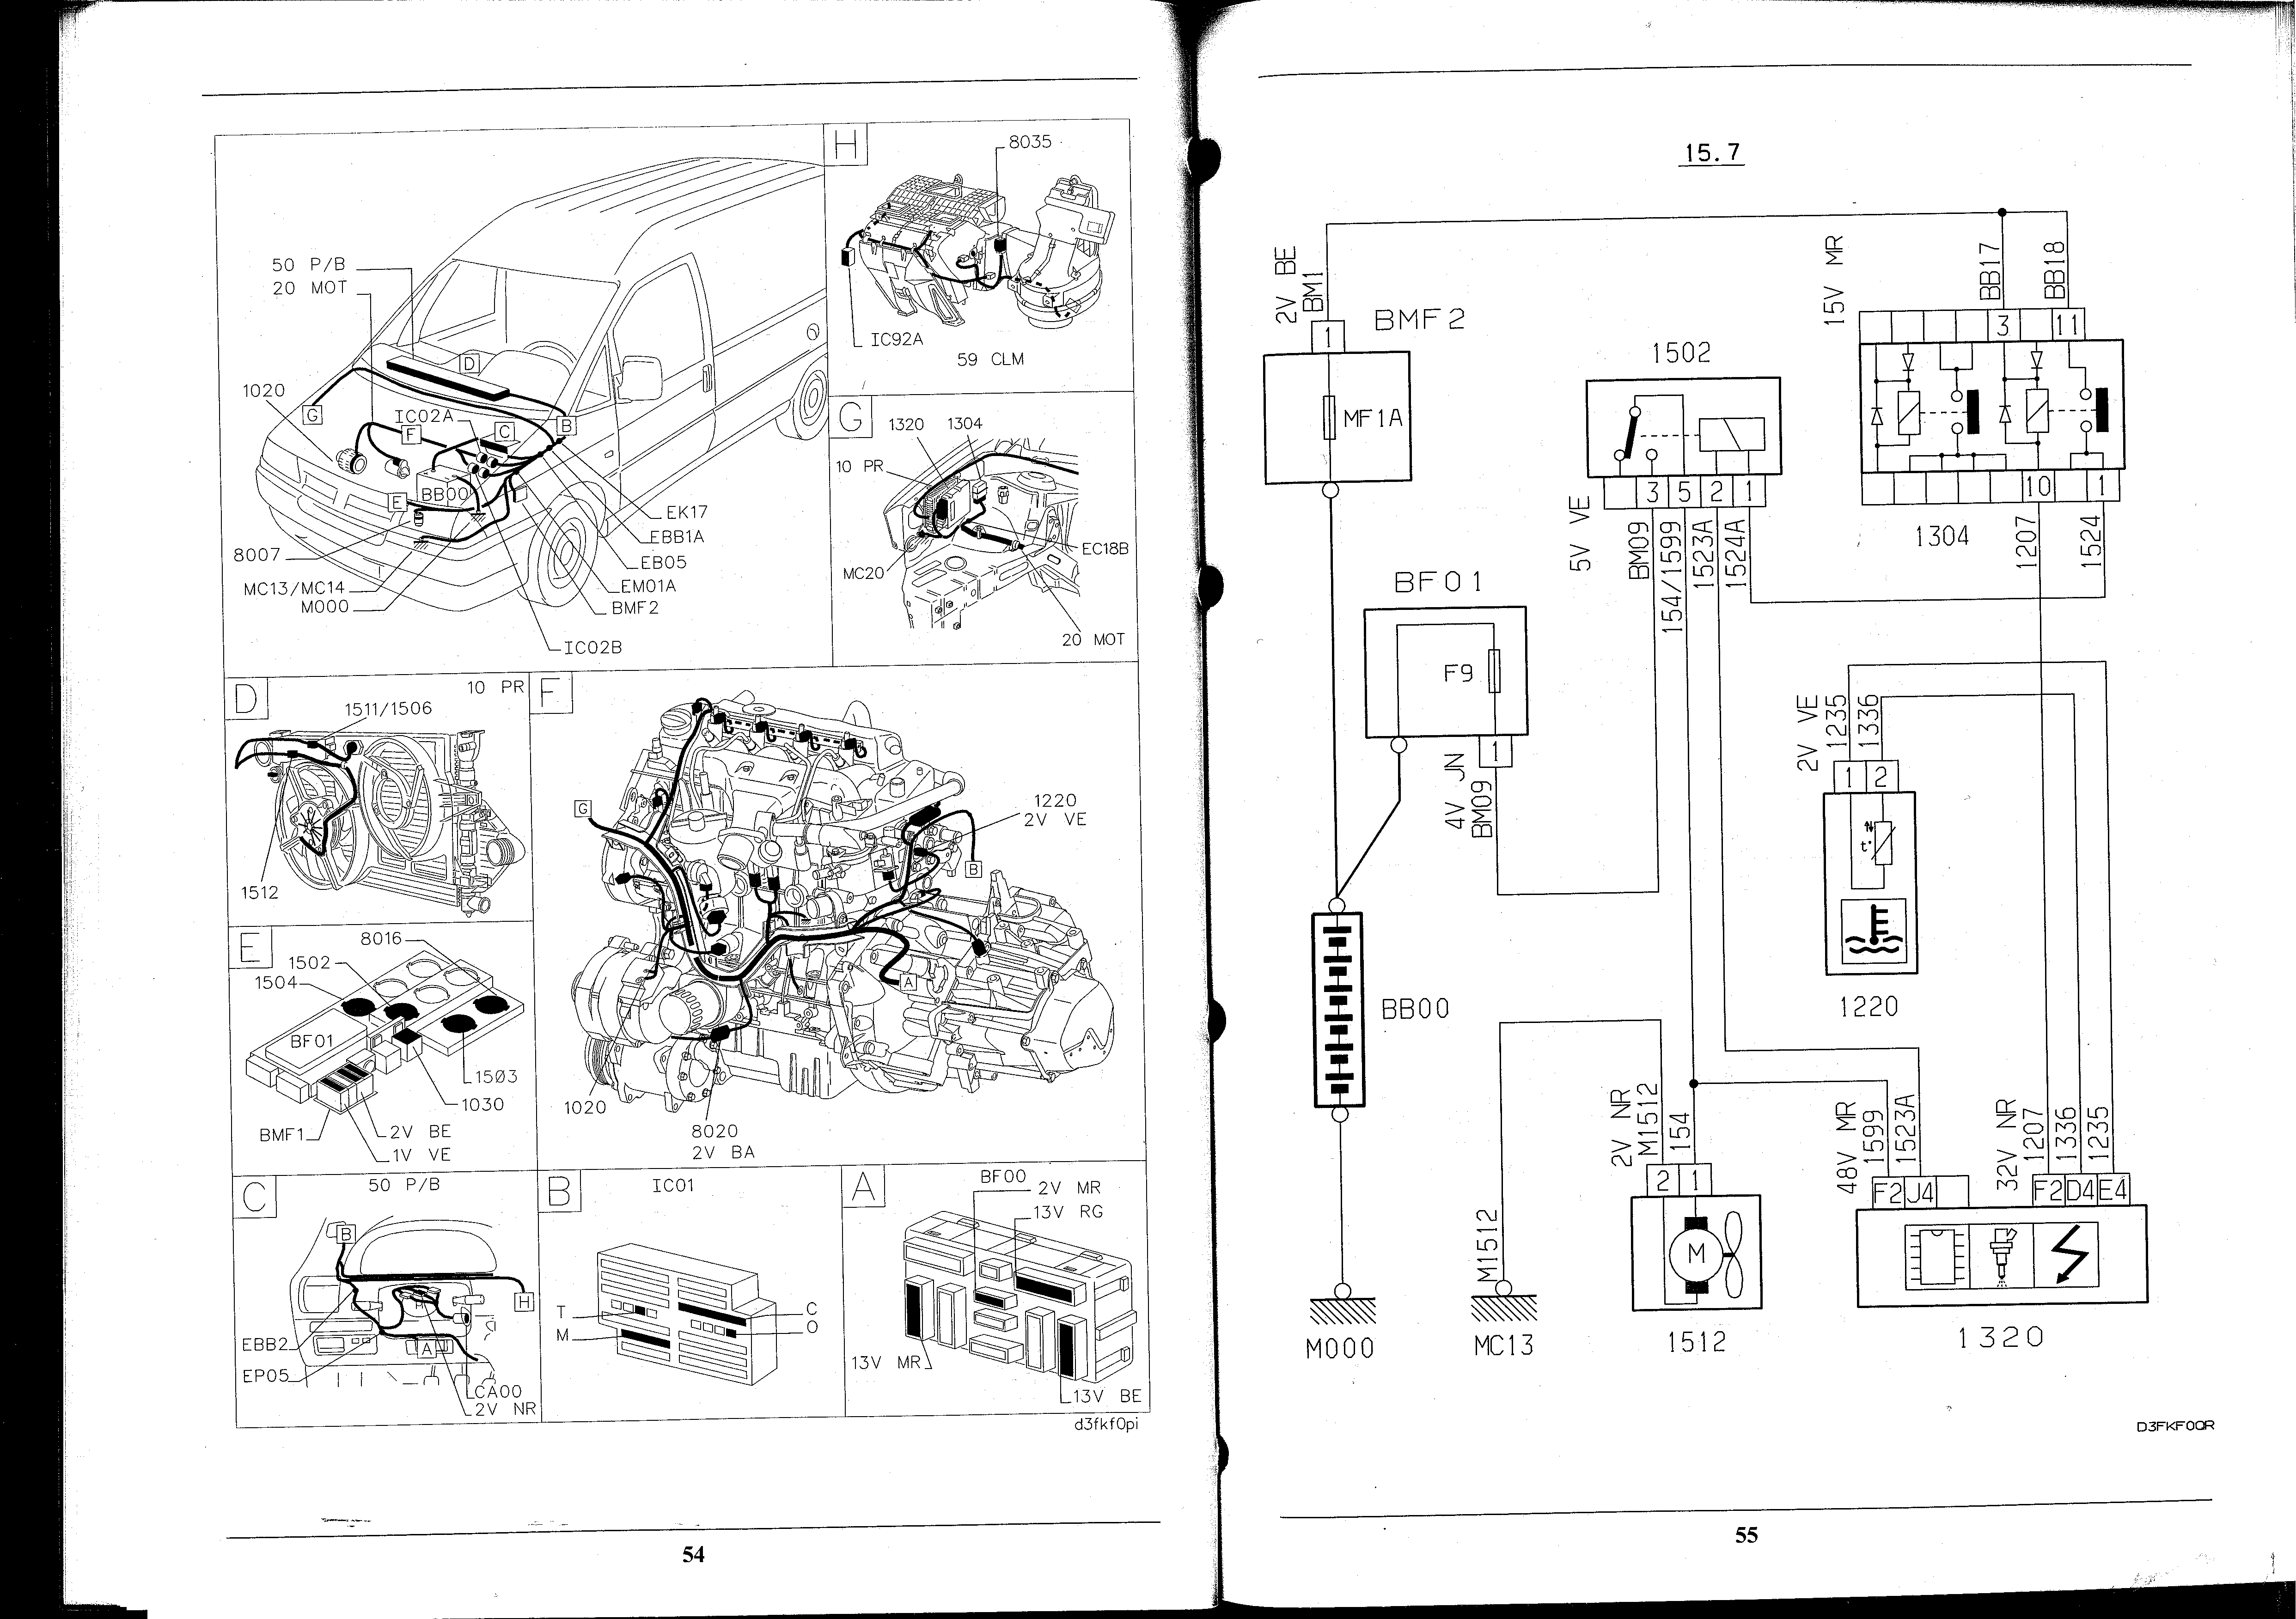 H
8035
IC92A
59 CLM
50 P/B
20 MOT
D
1020
G
IC02A
F
C
B
E
BB00
8007
MC13/MC14
M000
EK17
EBB1A
EB05
EM01A
BMF2
IC02B
G
1320
1304
10 PR
EC18B
MC20
20 MOT
D
10 PR
1511/1506
1512
E
8016
1502
1504
BF01
1503
1030
BMF1
2V BE
1V VE
F
G
1220
2V VE
B
A
1020
8020
2V BA
C
50 P/B
B
H
EBB2
EP05
A
CA00
2V NR
B
IC01
T
M
C
O
A
BF00
2V MR
13V RG
13V MR
13V BE
d3fkf0pi
54
15.7
2V BE
BM1
1
BMF2
MF1A
15V MR
BB17
BB18
3
11
10
1
1304
1207
1524
1502
3
5
2
1
5V VE
BM09
154/1599
1523A
1524A
BF01
F9
1
4V JN
BM09
2V VE
1235
1336
1
2
t°
1220
BB00
M000
M1512
MC13
2V NR
M1512
154
2
1
M
1512
48V MR
1599
1523A
F2
J4
32V NR
1207
1336
1235
F2
D4
E4
1320
D3FKF0QR
55